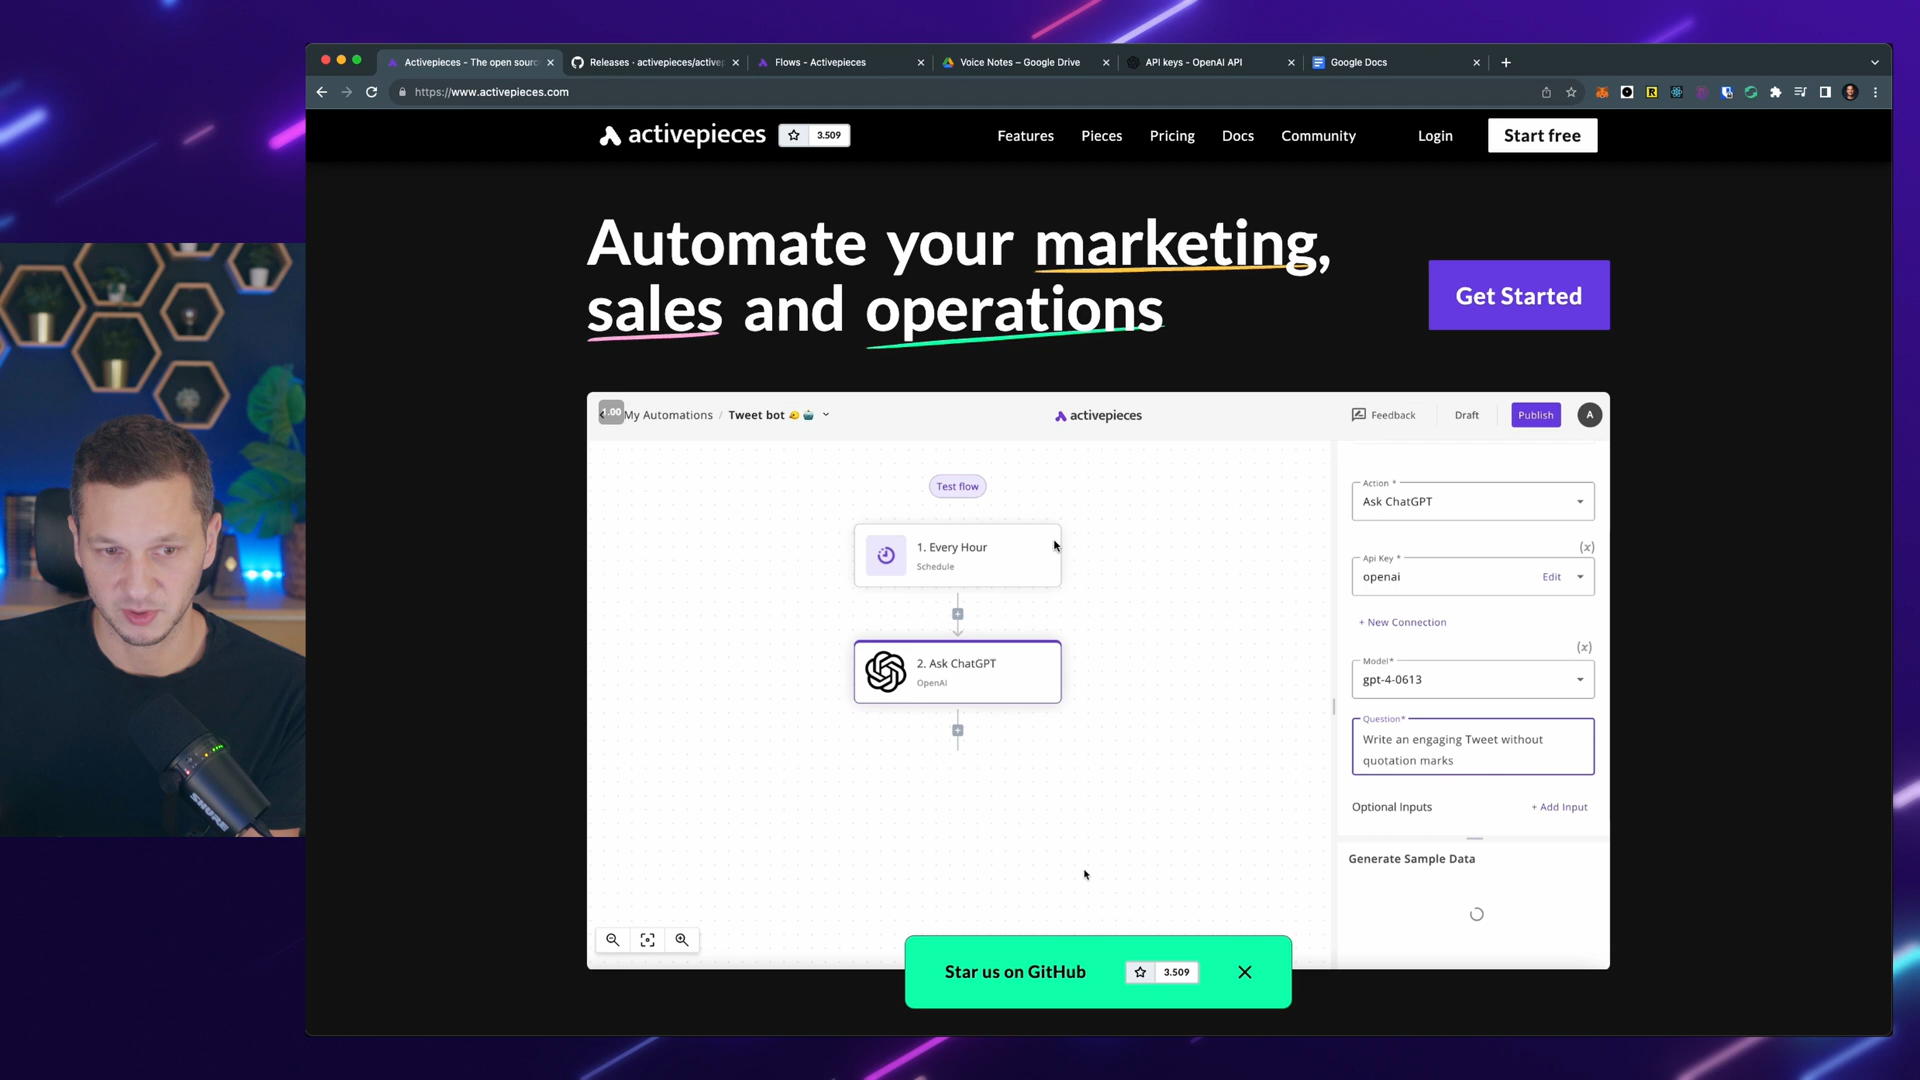 Activepieces - The open sourc
Releases · activepieces/activep
Flows - Activepieces
Voice Notes – Google Drive
API keys - OpenAI API
Google Docs
https://www.activepieces.com
activepieces
3.509
Features
Pieces
Pricing
Docs
Community
Login
Start free
Automate your marketing,
sales and operations
Get Started
1.00
My Automations / Tweet bot
activepieces
Feedback
Draft
Publish
A
Test flow
1. Every Hour
Schedule
2. Ask ChatGPT
OpenAI
Action *
Ask ChatGPT
(x)
Api Key *
openai
Edit
+ New Connection
(x)
Model*
gpt-4-0613
Question*
Write an engaging Tweet without
quotation marks
Optional Inputs
+ Add Input
Generate Sample Data
Star us on GitHub
3.509
SHURE